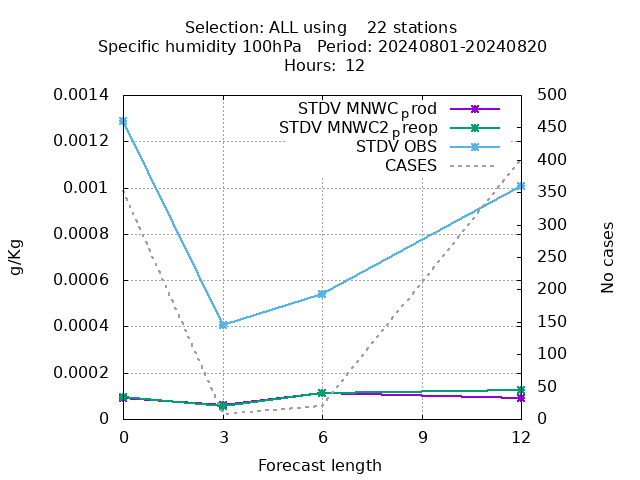 Selection: ALL using    22 stations
Specific humidity 100hPa   Period: 20240801-20240820
Hours: 12
0.0014
0.0012
0.001
0.0008
0.0006
0.0004
0.0002
0
500
450
400
350
300
250
200
150
100
50
0
STDV MNWCprod
STDV MNWC2preop
STDV OBS
CASES
g/Kg
No cases
0 3 6 9 12
Forecast length